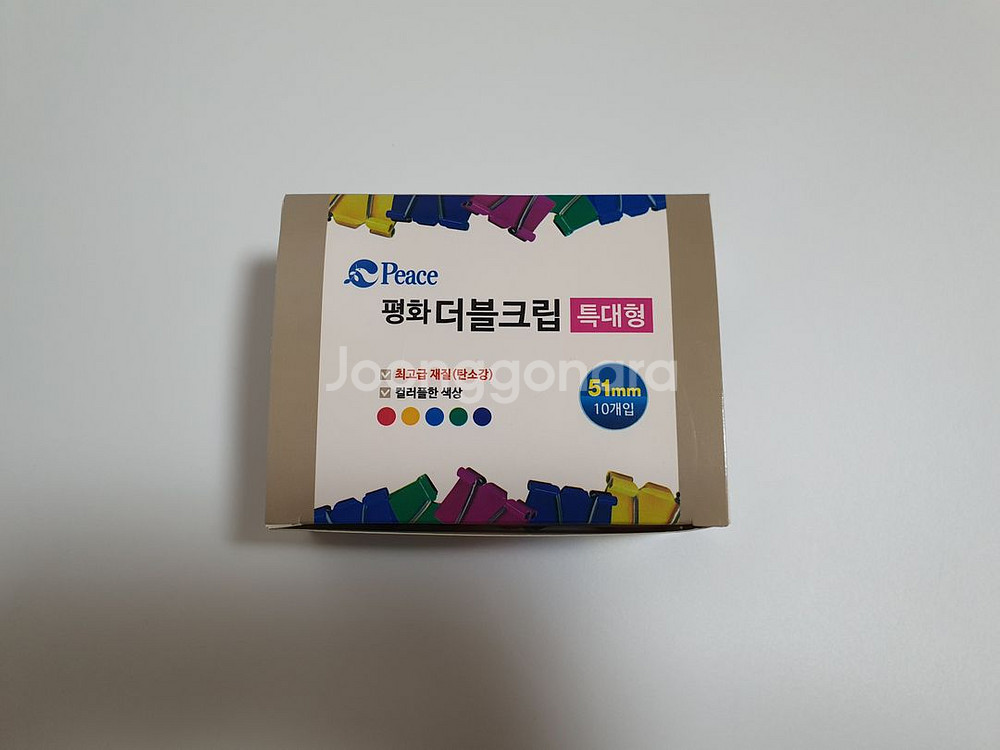 Peace
평화 더블크립 특대형
최고급 재질(탄소강)
컬러플한 색상
51mm
10개입
Joonggonara